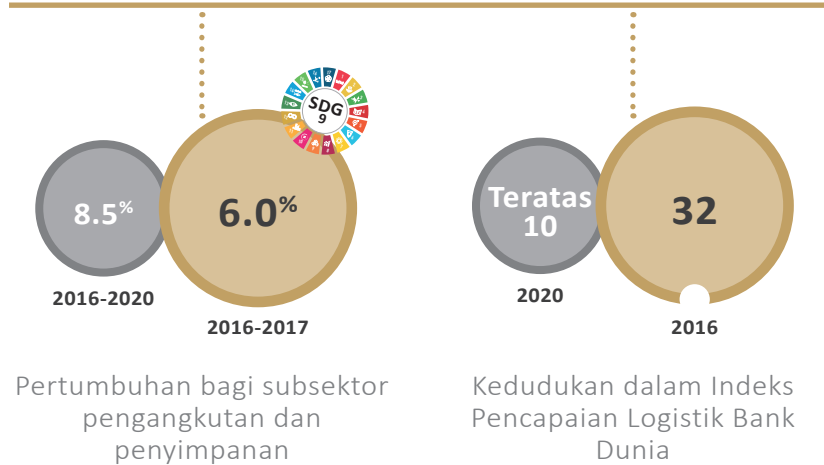 SDG
9
8.5%
6.0%
2016-2020
2016-2017
Pertumbuhan bagi subsektor
pengangkutan dan
penyimpanan
Teratas
10
32
2020
2016
Kedudukan dalam Indeks
Pencapaian Logistik Bank
Dunia